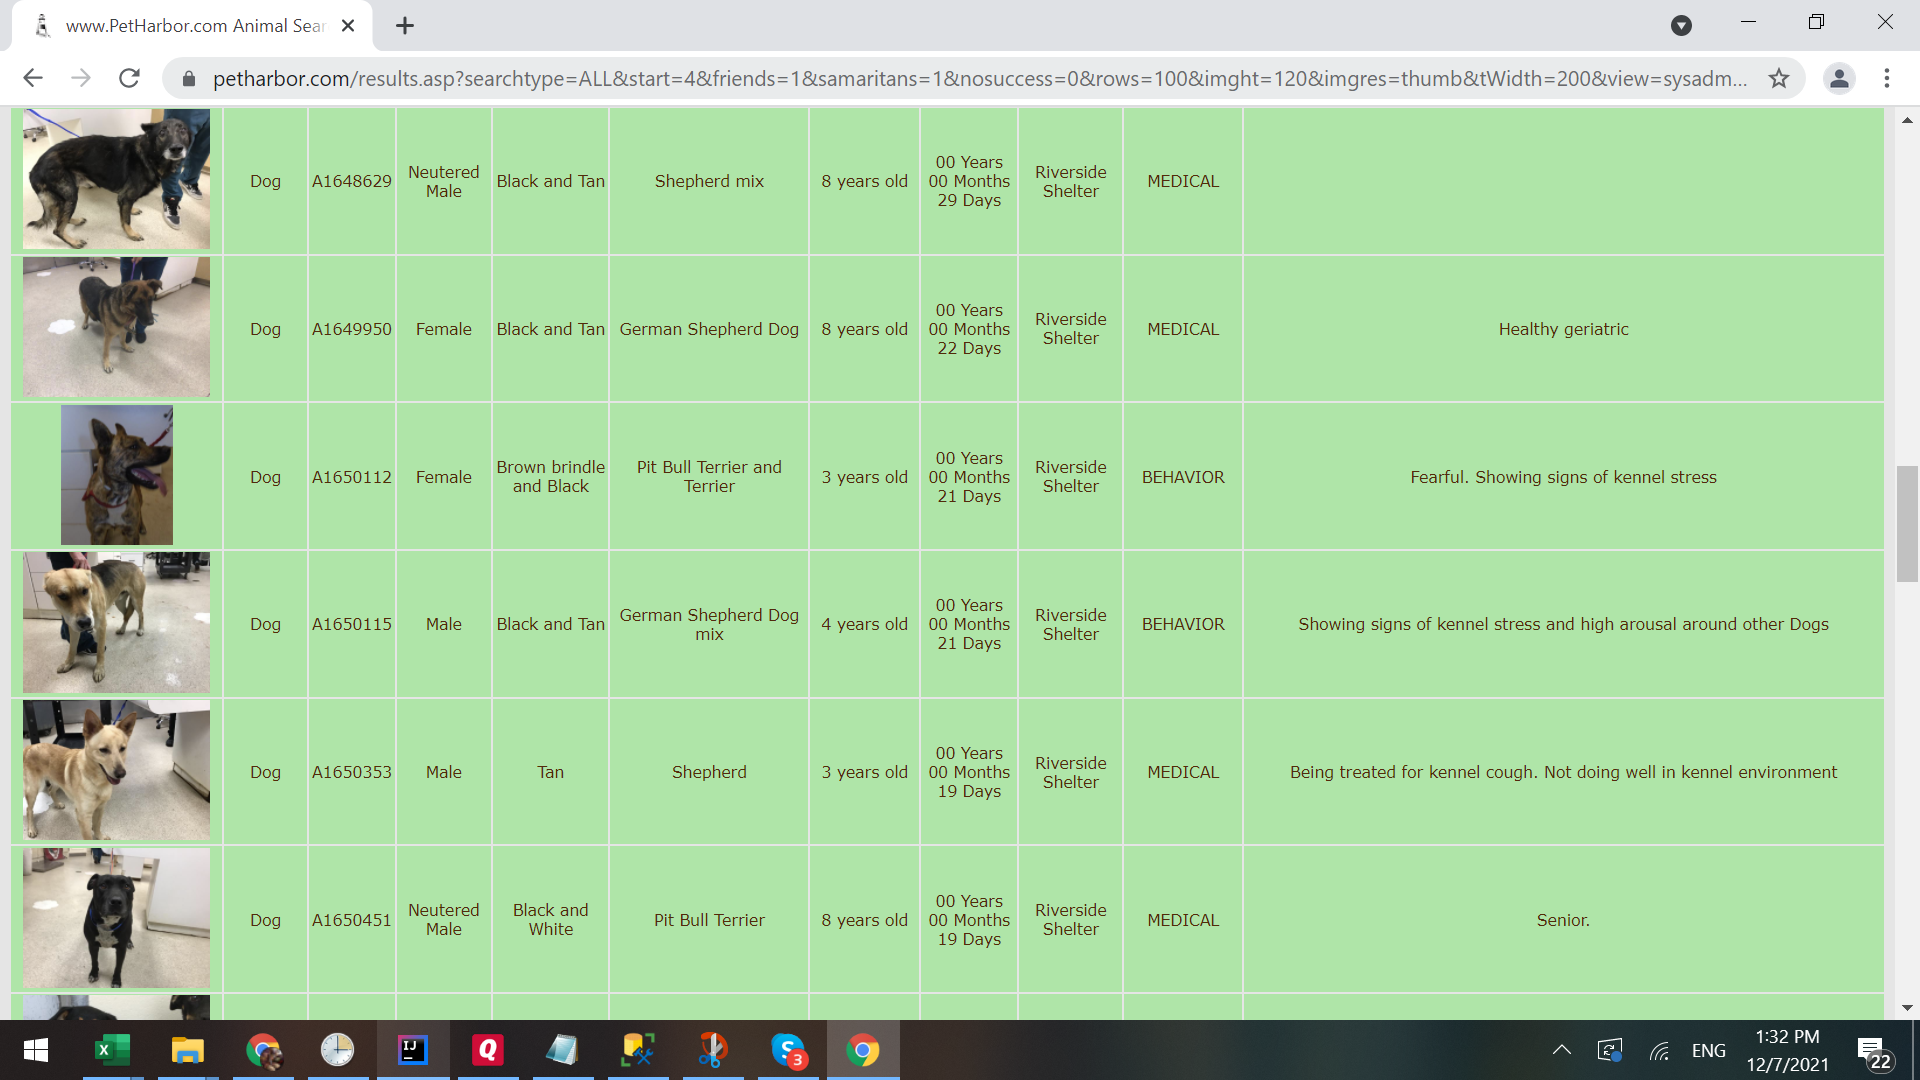 www.PetHarbor.com Animal Sear
petharbor.com/results.asp?searchtype=ALL&start=4&friends=1&samaritans=1&nosuccess=0&rows=100&imght=120&imgres=thumb&tWidth=200&view=sysadm...
Dog A1648629 Neutered Male Black and Tan Shepherd mix 8 years old 00 Years 00 Months 29 Days Riverside Shelter MEDICAL
Dog A1649950 Female Black and Tan German Shepherd Dog 8 years old 00 Years 00 Months 22 Days Riverside Shelter MEDICAL Healthy geriatric
Dog A1650112 Female Brown brindle and Black Pit Bull Terrier and Terrier 3 years old 00 Years 00 Months 21 Days Riverside Shelter BEHAVIOR Fearful. Showing signs of kennel stress
Dog A1650115 Male Black and Tan German Shepherd Dog mix 4 years old 00 Years 00 Months 21 Days Riverside Shelter BEHAVIOR Showing signs of kennel stress and high arousal around other Dogs
Dog A1650353 Male Tan Shepherd 3 years old 00 Years 00 Months 19 Days Riverside Shelter MEDICAL Being treated for kennel cough. Not doing well in kennel environment
Dog A1650451 Neutered Male Black and White Pit Bull Terrier 8 years old 00 Years 00 Months 19 Days Riverside Shelter MEDICAL Senior.
X
IJ
Q
S
3
ENG
1:32 PM
12/7/2021
22